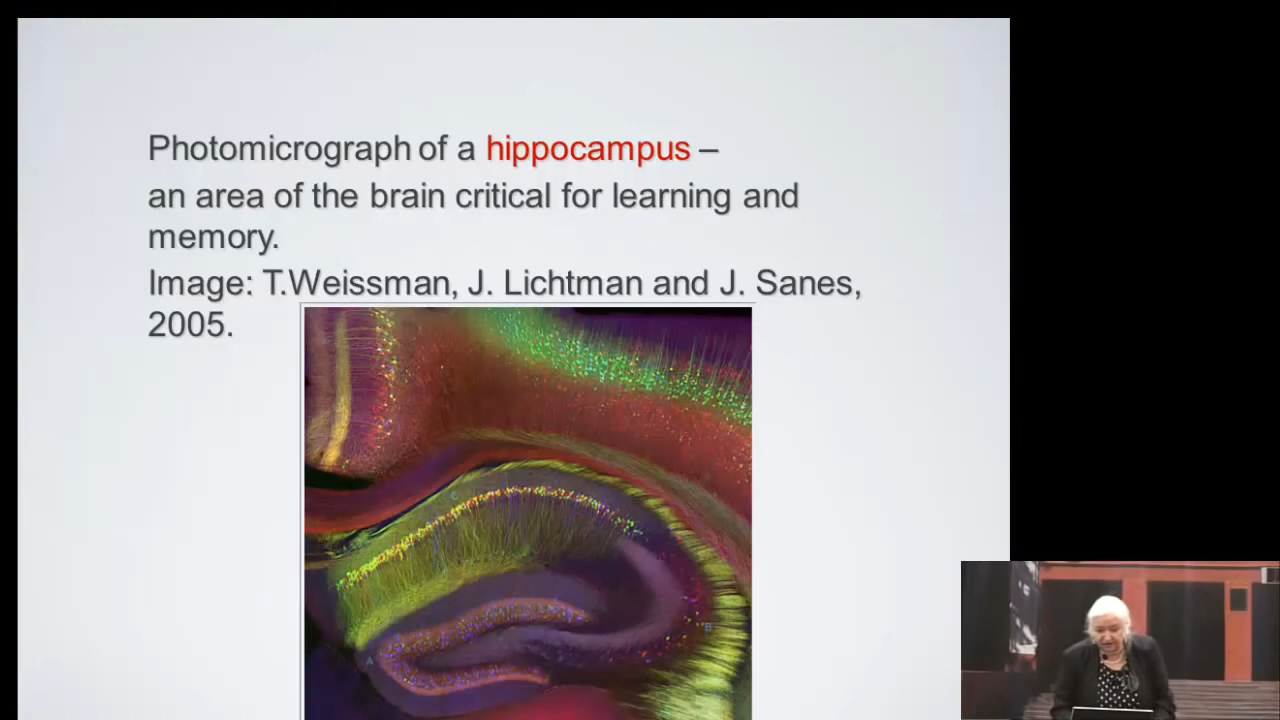 Photomicrograph of a hippocampus –
an area of the brain critical for learning and
memory.
Image: T.Weissman, J. Lichtman and J. Sanes,
2005.
C
B
A